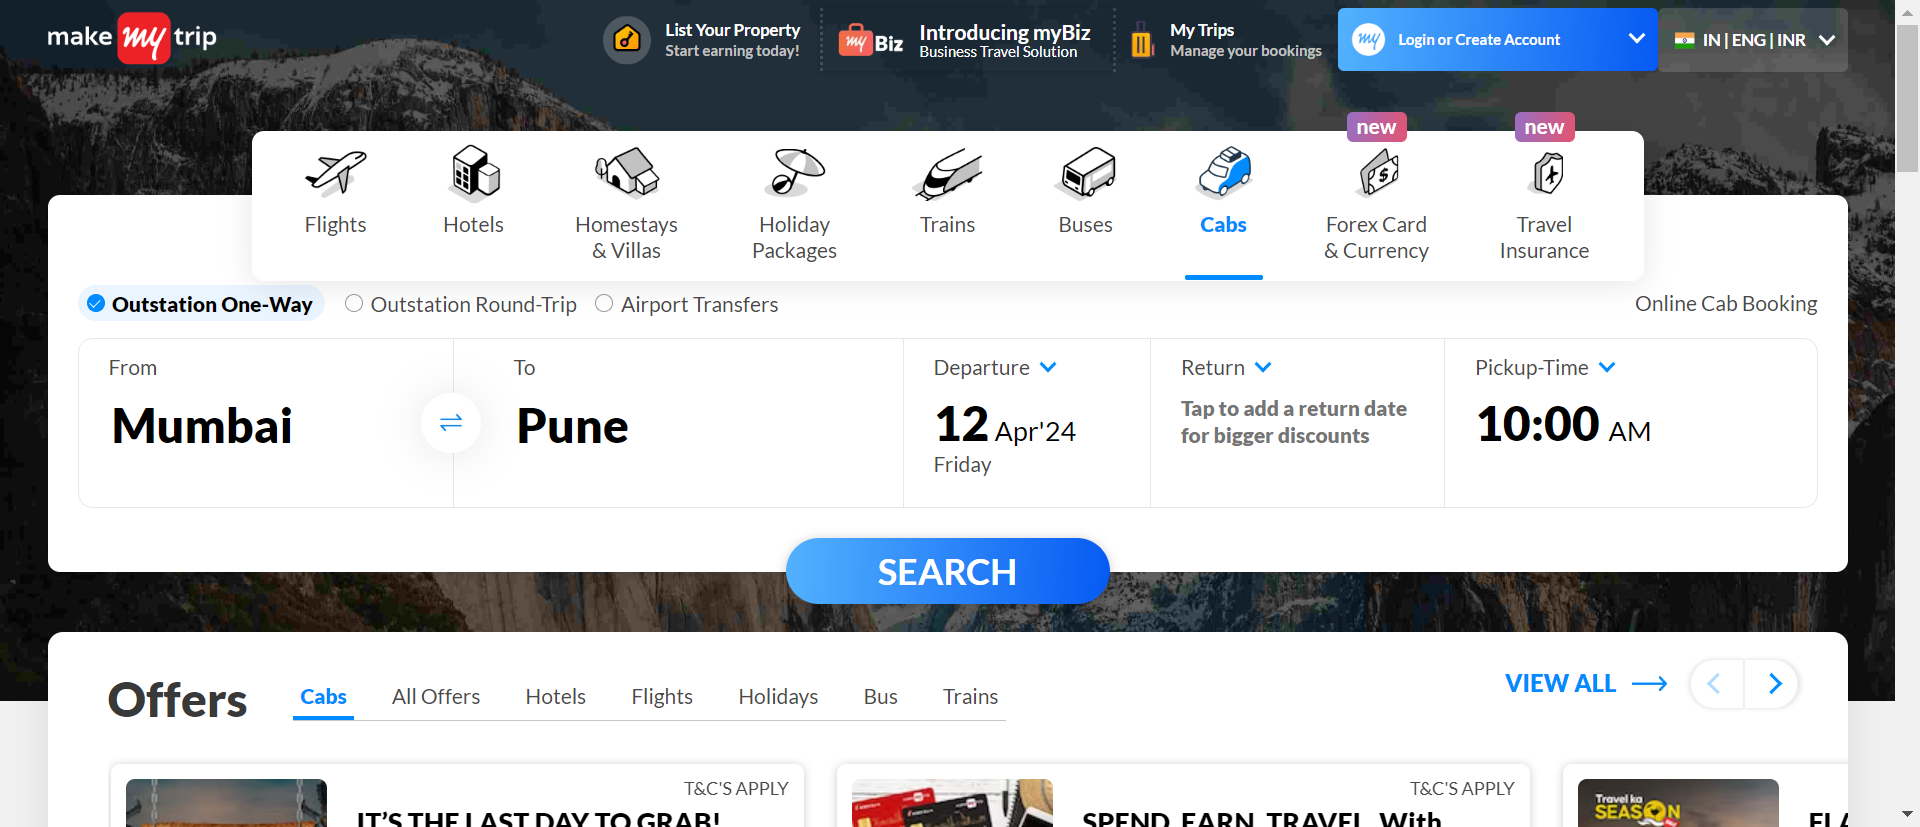 make my trip
List Your Property
Start earning today!
my Biz
Introducing myBiz
Business Travel Solution
My Trips
Manage your bookings
my Login or Create Account
IN | ENG | INR
new
new
Flights
Hotels
Homestays
& Villas
Holiday
Packages
Trains
Buses
Cabs
Forex Card
& Currency
Travel
Insurance
Outstation One-Way
Outstation Round-Trip
Airport Transfers
Online Cab Booking
From
Mumbai
To
Pune
Departure
12 Apr'24
Friday
Return
Tap to add a return date
for bigger discounts
Pickup-Time
10:00 AM
SEARCH
Offers
Cabs
All Offers
Hotels
Flights
Holidays
Bus
Trains
VIEW ALL
T&C'S APPLY
IT'S THE LAST DAY TO GRAB!
T&C'S APPLY
SPEND, EARN, TRAVEL, With
Travel ka
SEASON